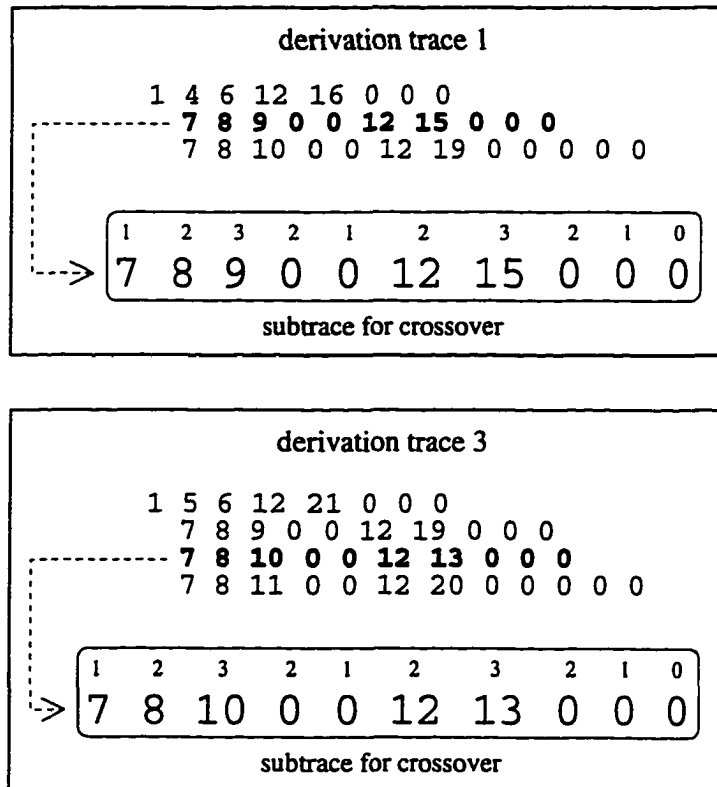 derivation trace 1
1 4 6 12 16 0 0 0
7 8 9 0 0 12 15 0 0 0
7 8 10 0 0 12 19 0 0 0 0 0
1 2 3 2 1 2 3 2 1 0
7 8 9 0 0 12 15 0 0 0
subtrace for crossover
derivation trace 3
1 5 6 12 21 0 0 0
7 8 9 0 0 12 19 0 0 0
7 8 10 0 0 12 13 0 0 0
7 8 11 0 0 12 20 0 0 0 0 0
1 2 3 2 1 2 3 2 1 0
7 8 10 0 0 12 13 0 0 0
subtrace for crossover